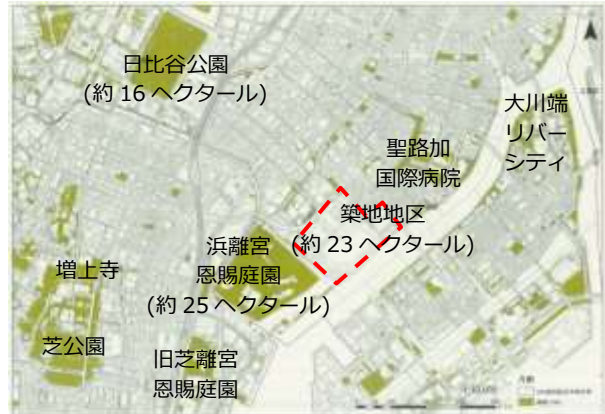 日比谷公園
(約 16 ヘクタール)
大川端
リバー
シティ
聖路加
国際病院
築地地区
(約 23 ヘクタール)
浜離宮
恩賜庭園
(約 25 ヘクタール)
増上寺
芝公園
旧芝離宮
恩賜庭園